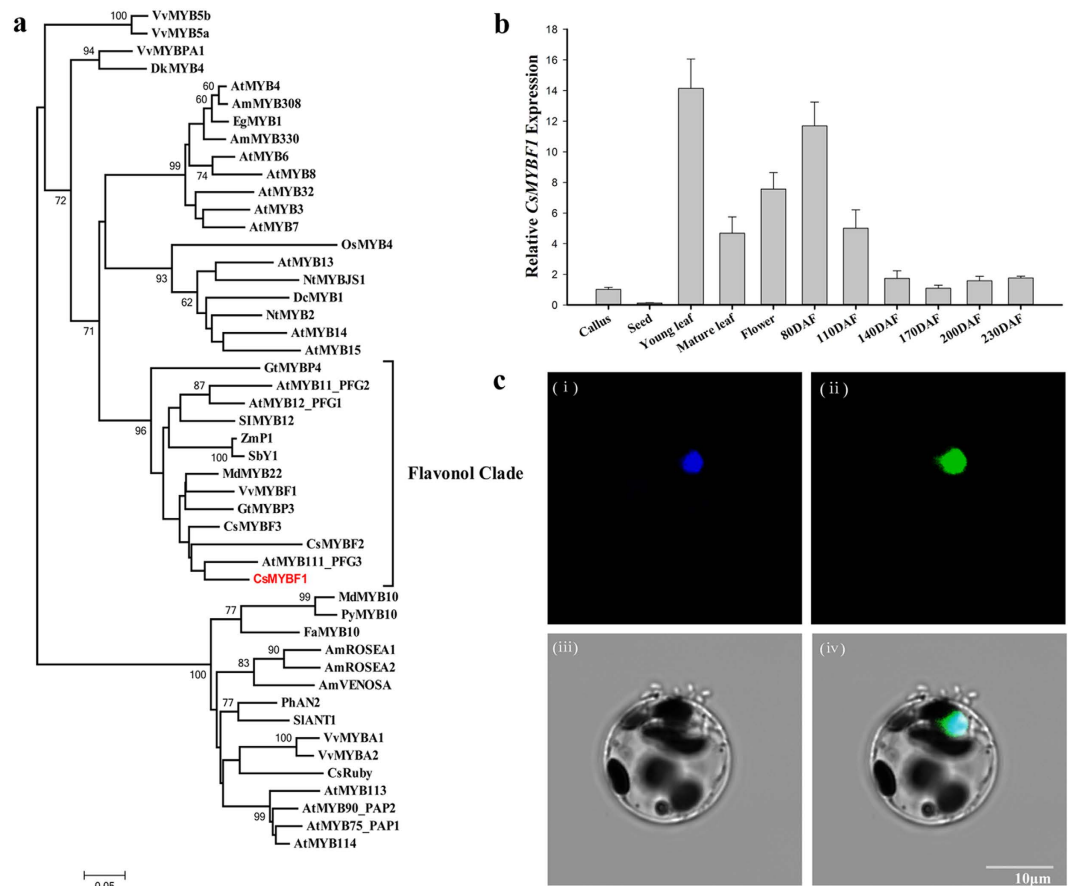 a
100
VvMYB5b
VvMYB5a
94
VvMYBPA1
DkMYB4
60
AtMYB4
60
AmMYB308
EgMYB1
AmMYB330
AtMYB6
99
74
AtMYB8
AtMYB32
72
AtMYB3
AtMYB7
OsMYB4
AtMYB13
93
NtMYBJS1
62
DcMYB1
NtMYB2
71
AtMYB14
AtMYB15
GtMYBP4
87
AtMYB11_PFG2
AtMYB12_PFG1
96
SlMYB12
ZmP1
100
SbY1
MdMYB22
VvMYBF1
GtMYBP3
CsMYBF3
CsMYBF2
AtMYB111_PFG3
CsMYBF1
Flavonol Clade
99
MdMYB10
77
PyMYB10
FaMYB10
90
AmROSEA1
83
AmROSEA2
100
AmVENOSA
77
PhAN2
SlANT1
100
VvMYBA1
VvMYBA2
CsRuby
AtMYB113
AtMYB90_PAP2
99
AtMYB75_PAP1
AtMYB114
0.05
b
Relative CsMYBF1 Expression
18
16
14
12
10
8
6
4
2
0
Callus
Seed
Young leaf
Mature leaf
Flower
80DAF
110DAF
140DAF
170DAF
200DAF
230DAF
c
(i)
(ii)
(iii)
(iv)
10μm